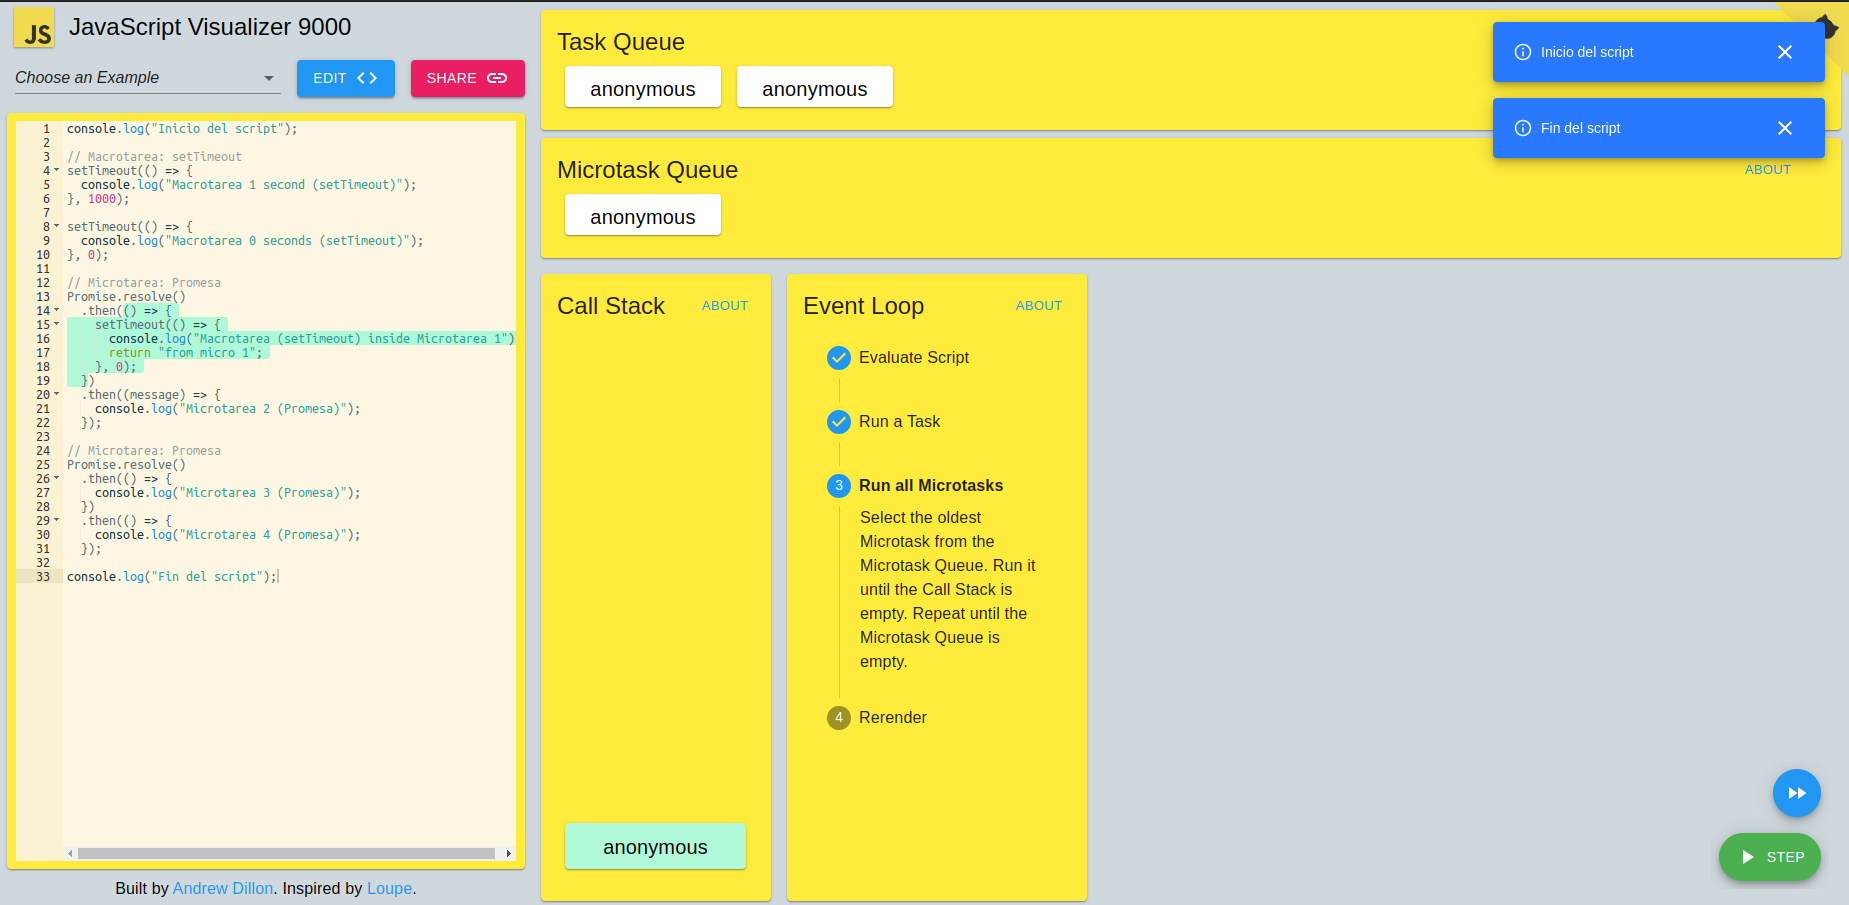 JS
JavaScript Visualizer 9000
Choose an Example
EDIT
SHARE
1 console.log("Inicio del script");
2
3 // Macrotarea: setTimeout
4 setTimeout(() => {
5 console.log("Macrotarea 1 second (setTimeout)");
6 }, 1000);
7
8 setTimeout(() => {
9 console.log("Macrotarea 0 seconds (setTimeout)");
10 }, 0);
11
12 // Microtarea: Promesa
13 Promise.resolve()
14 .then(() => {
15 setTimeout(() => {
16 console.log("Macrotarea (setTimeout) inside Microtarea 1")
17 return "from micro 1";
18 }, 0);
19 })
20 .then((message) => {
21 console.log("Microtarea 2 (Promesa)");
22 });
23
24 // Microtarea: Promesa
25 Promise.resolve()
26 .then(() => {
27 console.log("Microtarea 3 (Promesa)");
28 })
29 .then(() => {
30 console.log("Microtarea 4 (Promesa)");
31 });
32
33 console.log("Fin del script");
Built by Andrew Dillon. Inspired by Loupe.
Task Queue
anonymous anonymous
Inicio del script
Fin del script
Microtask Queue
ABOUT
anonymous
Call Stack ABOUT
anonymous
Event Loop ABOUT
Evaluate Script
Run a Task
3 Run all Microtasks
Select the oldest
Microtask from the
Microtask Queue. Run it
until the Call Stack is
empty. Repeat until the
Microtask Queue is
empty.
4 Rerender
STEP